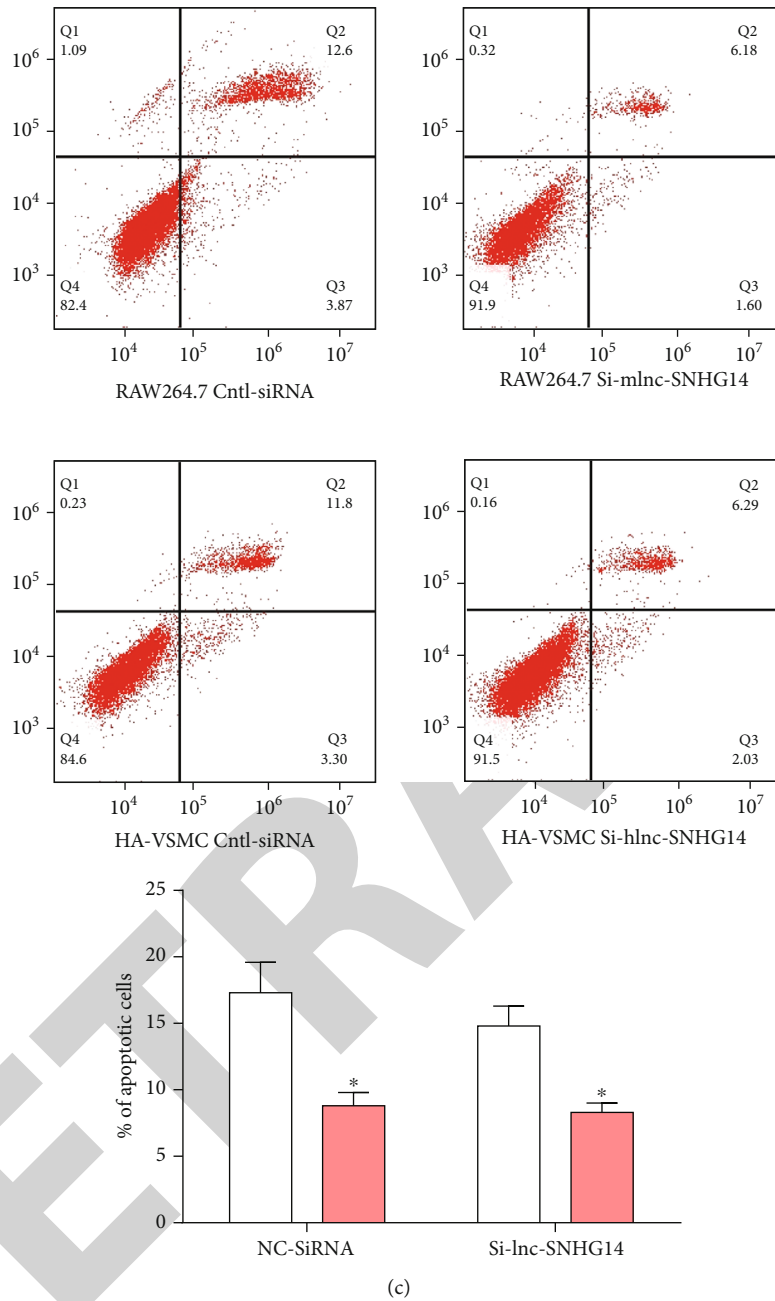 Q1
1.09
Q2
12.6
10^6
10^5
10^4
10^3
Q4
82.4
Q3
3.87
10^4 10^5 10^6 10^7
RAW264.7 Cntl-siRNA
Q1
0.32
Q2
6.18
10^6
10^5
10^4
10^3
Q4
91.9
Q3
1.60
10^4 10^5 10^6 10^7
RAW264.7 Si-mlnc-SNHG14
Q1
0.23
Q2
11.8
10^6
10^5
10^4
10^3
Q4
84.6
Q3
3.30
10^4 10^5 10^6 10^7
HA-VSMC Cntl-siRNA
Q1
0.16
Q2
6.29
10^6
10^5
10^4
10^3
Q4
91.5
Q3
2.03
10^4 10^5 10^6 10^7
HA-VSMC Si-hlnc-SNHG14
% of apoptotic cells
25
20
15
10
5
0
*
*
NC-SiRNA
Si-lnc-SNHG14
(c)
ETRA